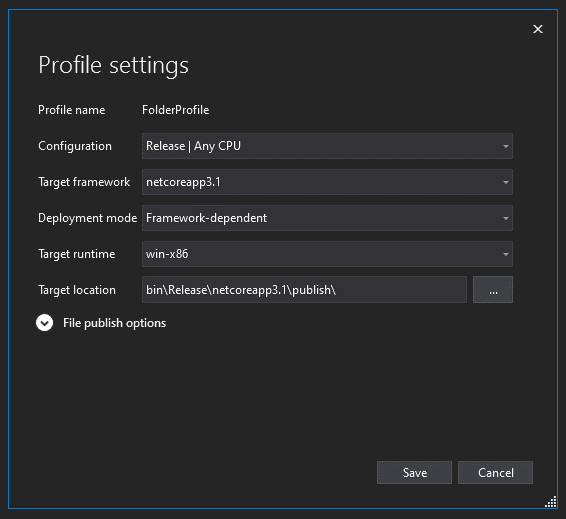 Profile settings
Profile name FolderProfile
Configuration Release | Any CPU
Target framework netcoreapp3.1
Deployment mode Framework-dependent
Target runtime win-x86
Target location bin\Release\netcoreapp3.1\publish\ ...
File publish options
Save Cancel